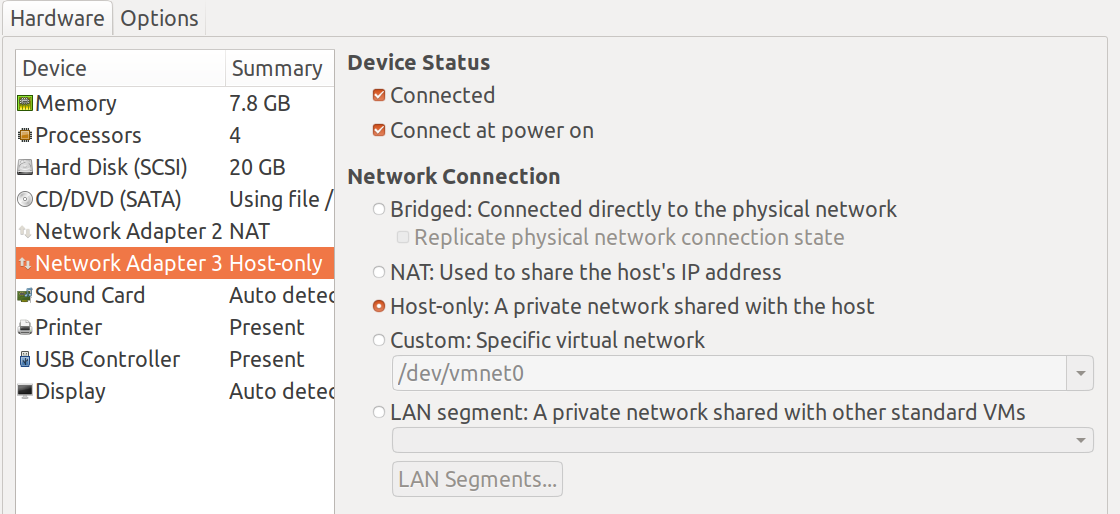 Hardware Options
Device Summary
Memory 7.8 GB
Processors 4
Hard Disk (SCSI) 20 GB
CD/DVD (SATA) Using file /
Network Adapter 2 NAT
Network Adapter 3 Host-only
Sound Card Auto detec
Printer Present
USB Controller Present
Display Auto detec
Device Status
Connected
Connect at power on
Network Connection
Bridged: Connected directly to the physical network
Replicate physical network connection state
NAT: Used to share the host's IP address
Host-only: A private network shared with the host
Custom: Specific virtual network
/dev/vmnet0
LAN segment: A private network shared with other standard VMs
LAN Segments...